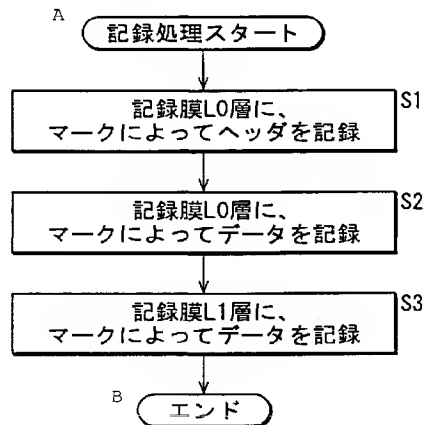 A
記録処理スタート
記録膜L0層に、
マークによってヘッダを記録
S1
記録膜L0層に、
マークによってデータを記録
S2
記録膜L1層に、
マークによってデータを記録
S3
B
エンド